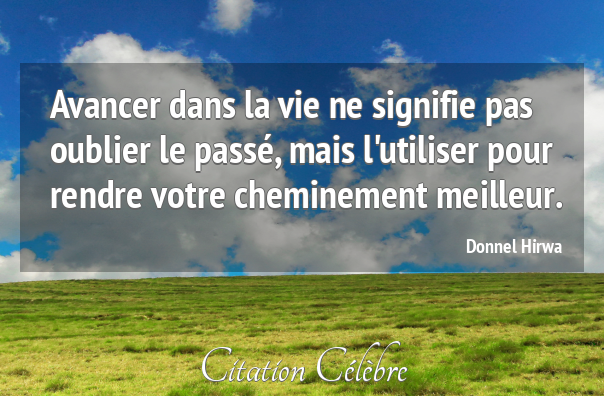 Avancer dans la vie ne signifie pas
oublier le passé, mais l'utiliser pour
rendre votre cheminement meilleur.
Donnel Hirwa
Citation Célèbre